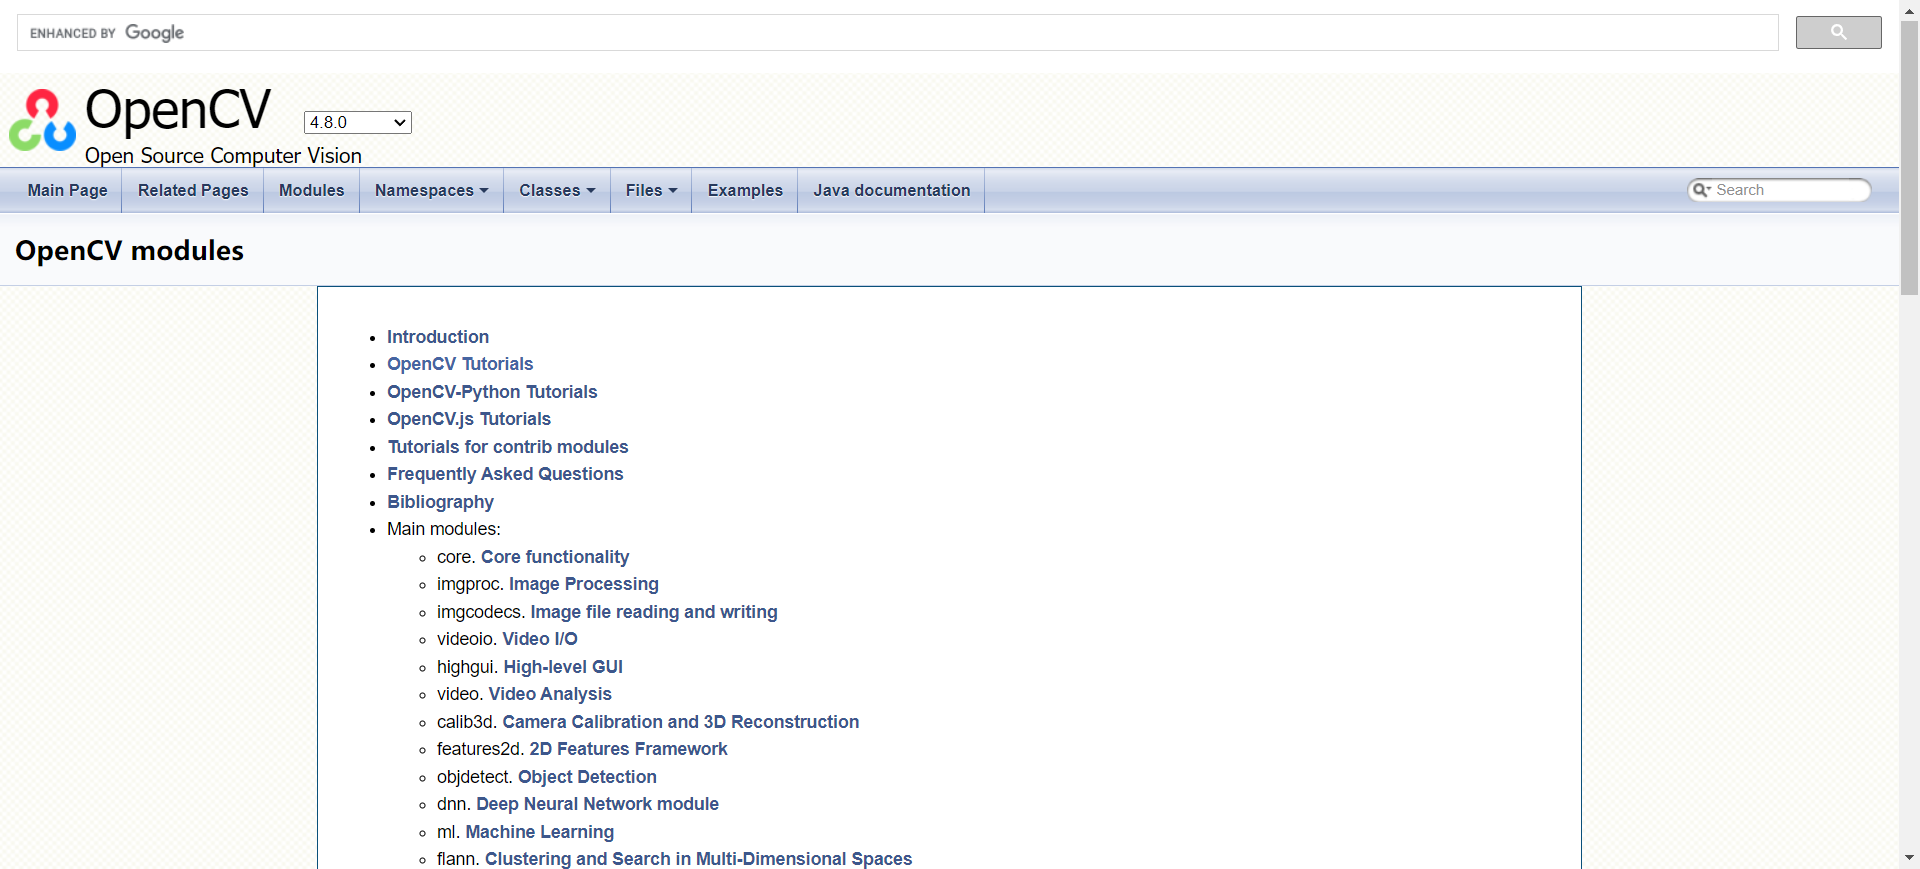 ENHANCED BY Google
OpenCV 4.8.0
Open Source Computer Vision
Main Page Related Pages Modules Namespaces Classes Files Examples Java documentation Search
OpenCV modules
Introduction
OpenCV Tutorials
OpenCV-Python Tutorials
OpenCV.js Tutorials
Tutorials for contrib modules
Frequently Asked Questions
Bibliography
Main modules:
core. Core functionality
imgproc. Image Processing
imgcodecs. Image file reading and writing
videoio. Video I/O
highgui. High-level GUI
video. Video Analysis
calib3d. Camera Calibration and 3D Reconstruction
features2d. 2D Features Framework
objdetect. Object Detection
dnn. Deep Neural Network module
ml. Machine Learning
flann. Clustering and Search in Multi-Dimensional Spaces